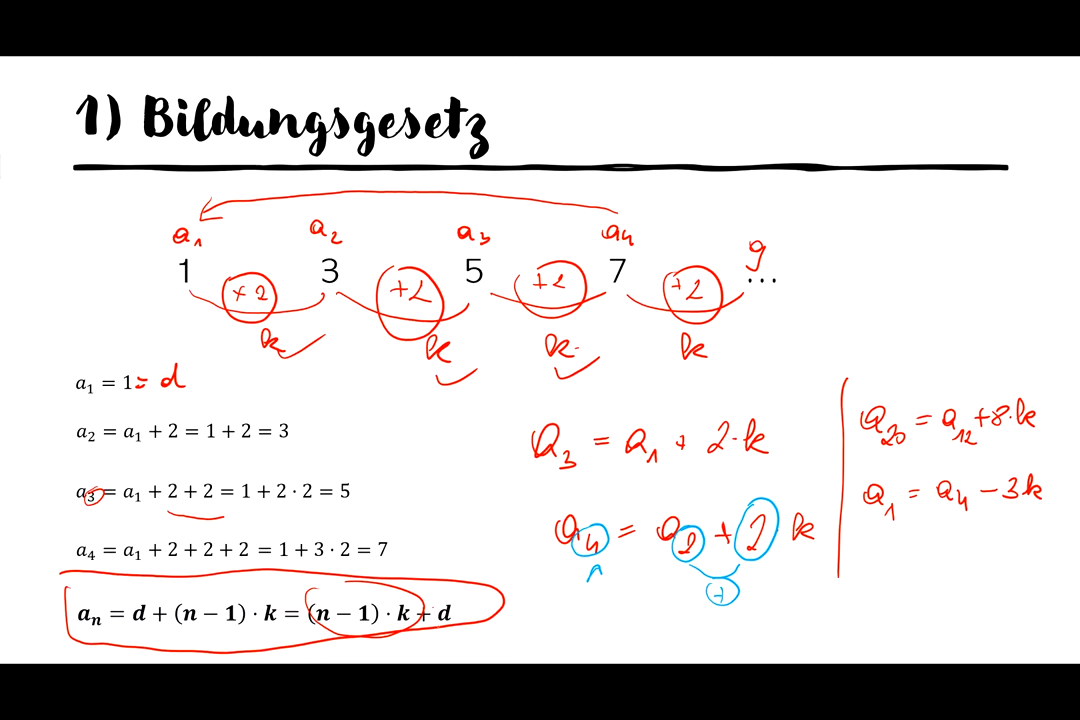 1) Bildungsgesetz
a₁ a₂ a₃ a₄ 9
1 3 5 7 ...
+2 +2 +2 +2
k k k k
a₁ = 1 = d
a₂ = a₁ + 2 = 1 + 2 = 3
a₃ = a₁ + 2 + 2 = 1 + 2 · 2 = 5
a₄ = a₁ + 2 + 2 + 2 = 1 + 3 · 2 = 7
aₙ = d + (n − 1) · k = (n − 1) · k + d
a₃ = a₁ + 2·k
a₄ = a₂ + 2 k
+
a₂₀ = a₁₂ + 8·k
a₁ = a₄ − 3k